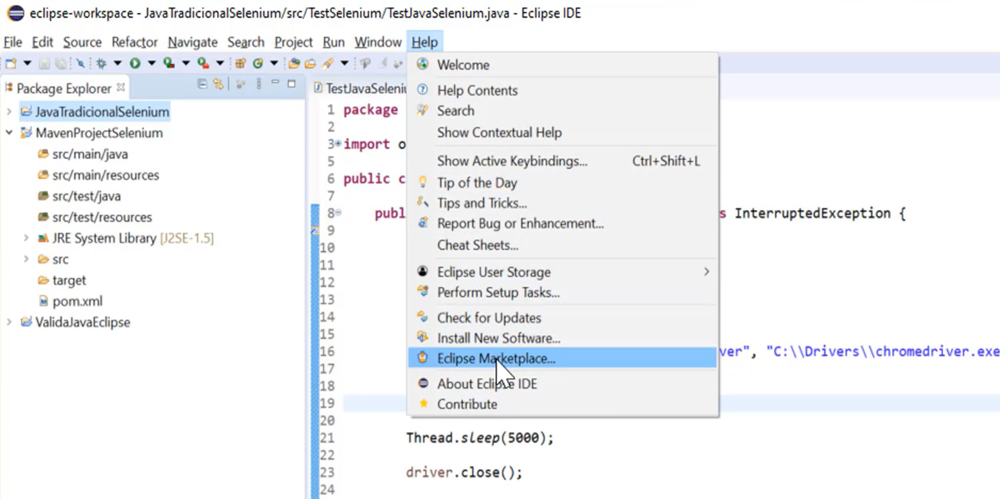 eclipse-workspace - JavaTradicionalSelenium/src/TestSelenium/TestJavaSelenium.java - Eclipse IDE
File Edit Source Refactor Navigate Search Project Run Window Help
Package Explorer
JavaTradicionalSelenium
MavenProjectSelenium
src/main/java
src/main/resources
src/test/java
src/test/resources
JRE System Library [J2SE-1.5]
src
target
pom.xml
ValidaJavaEclipse
Welcome
Help Contents
Search
Show Contextual Help
Show Active Keybindings... Ctrl+Shift+L
Tip of the Day
Tips and Tricks...
Report Bug or Enhancement...
Cheat Sheets...
Eclipse User Storage
Perform Setup Tasks...
Check for Updates
Install New Software...
Eclipse Marketplace...
About Eclipse IDE
Contribute
TestJavaSeleni
1 package
2
3 import o
5
6 public c
7
8 publ s InterruptedException {
9
10
11
12
13
14
15
16 ver", "C:\\Drivers\\chromedriver.exe
17
18
19
20
21 Thread.sleep(5000);
22
23 driver.close();
24